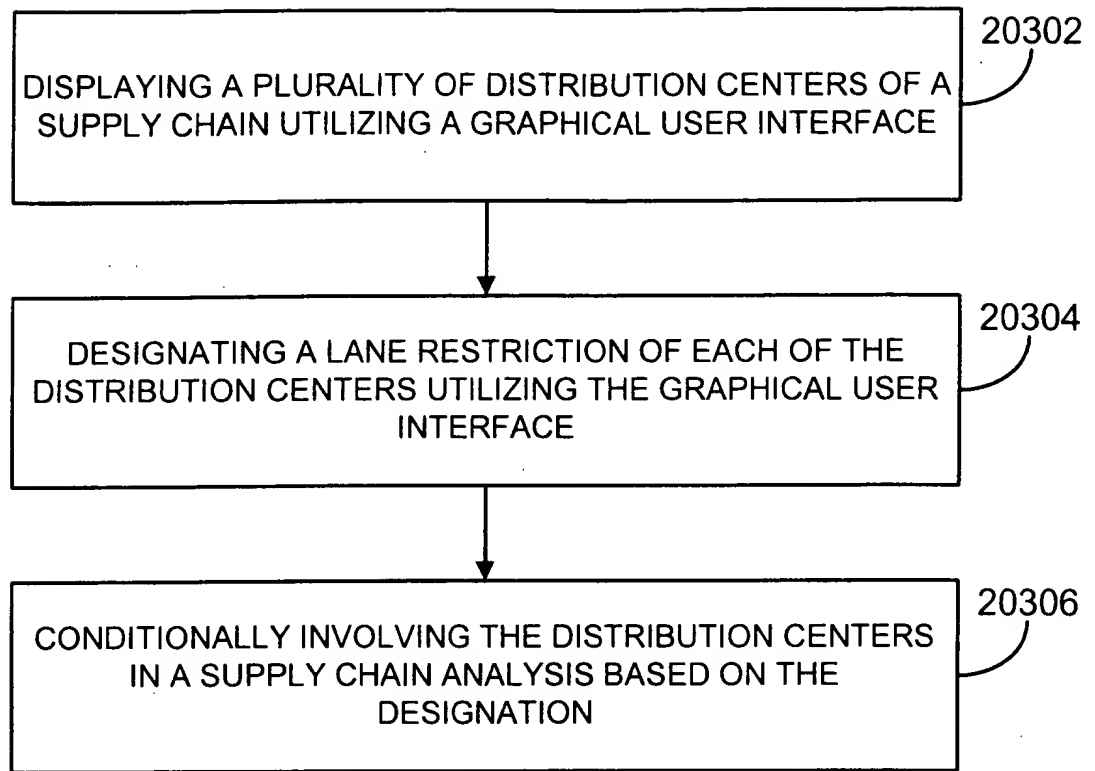 20302
DISPLAYING A PLURALITY OF DISTRIBUTION CENTERS OF A
SUPPLY CHAIN UTILIZING A GRAPHICAL USER INTERFACE
20304
DESIGNATING A LANE RESTRICTION OF EACH OF THE
DISTRIBUTION CENTERS UTILIZING THE GRAPHICAL USER
INTERFACE
20306
CONDITIONALLY INVOLVING THE DISTRIBUTION CENTERS
IN A SUPPLY CHAIN ANALYSIS BASED ON THE
DESIGNATION